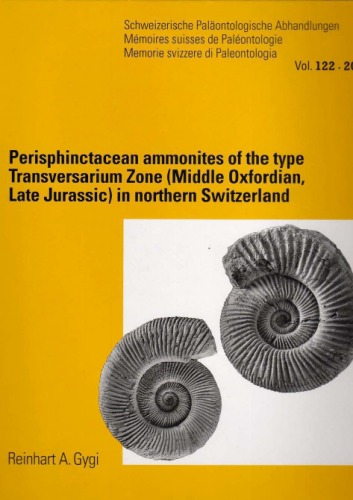 Schweizerische Paläontologische Abhandlungen
Mémoires suisses de Paléontologie
Memorie svizzere di Paleontologia
Vol. 122 - 20
Perisphinctacean ammonites of the type
Transversarium Zone (Middle Oxfordian,
Late Jurassic) in northern Switzerland
Reinhart A. Gygi